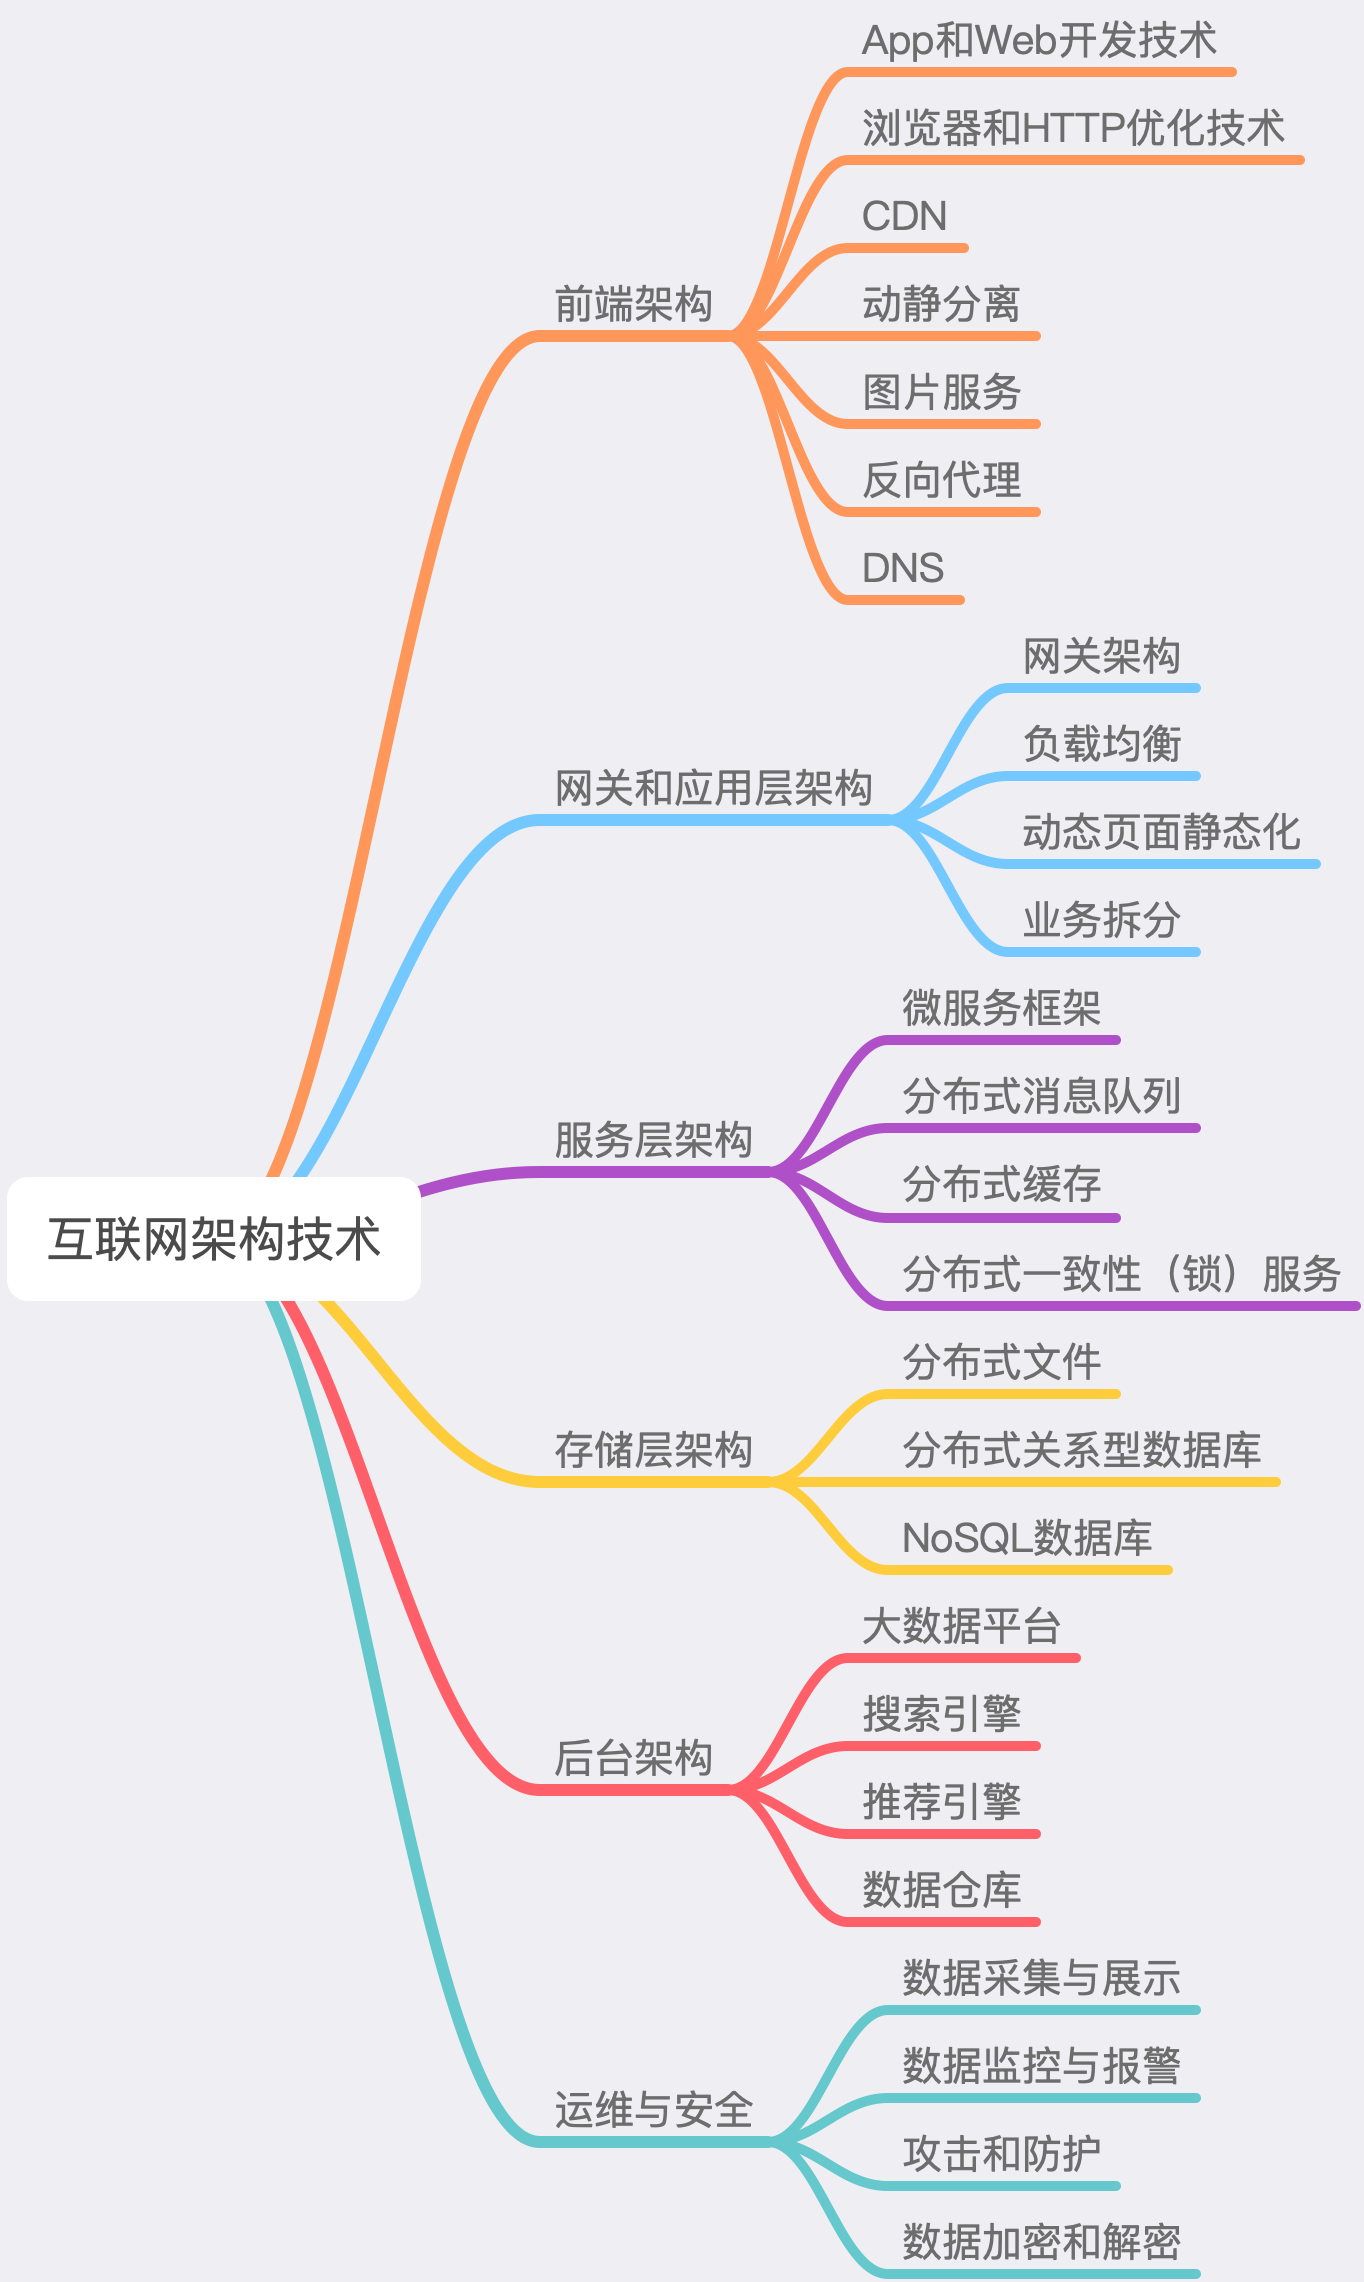 互联网架构技术
前端架构
App和Web开发技术
浏览器和HTTP优化技术
CDN
动静分离
图片服务
反向代理
DNS
网关和应用层架构
网关架构
负载均衡
动态页面静态化
业务拆分
服务层架构
微服务框架
分布式消息队列
分布式缓存
分布式一致性（锁）服务
存储层架构
分布式文件
分布式关系型数据库
NoSQL数据库
后台架构
大数据平台
搜索引擎
推荐引擎
数据仓库
运维与安全
数据采集与展示
数据监控与报警
攻击和防护
数据加密和解密